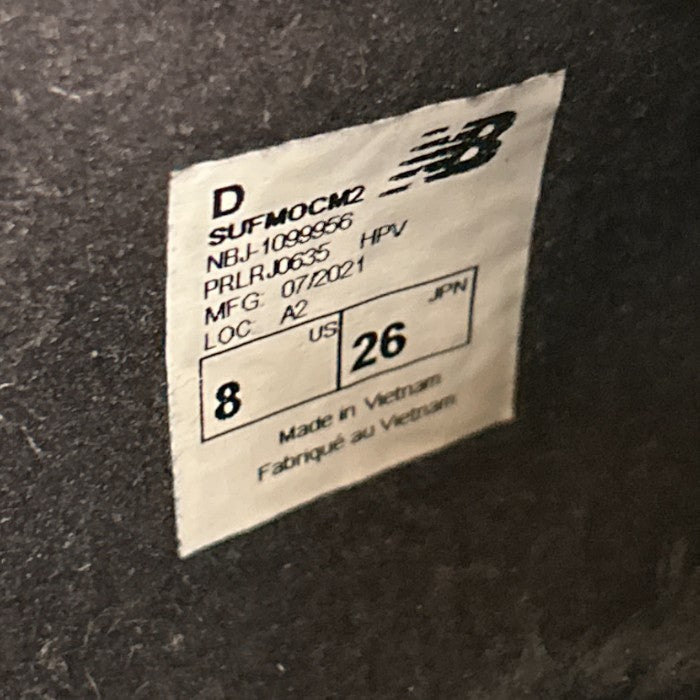 NB
D
SUFMOCM2
NBJ-1099956
PRLRJ0635 HPV
MFG: 07/2021
LOC: A2
US JPN
8 26
Made in Vietnam
Fabriqué au Vietnam